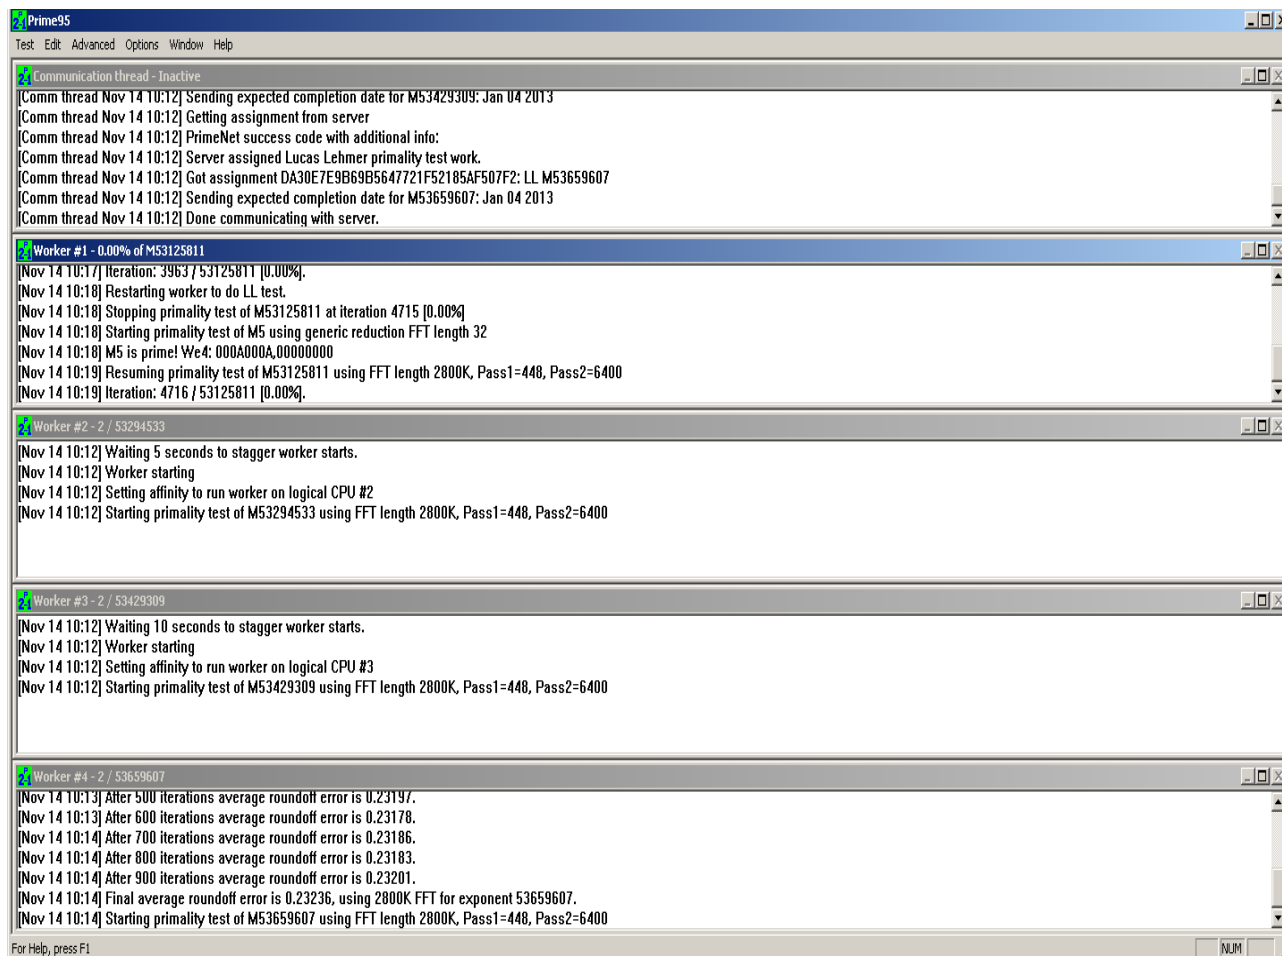 Prime95
Test Edit Advanced Options Window Help
Communication thread - Inactive
[Comm thread Nov 14 10:12] Sending expected completion date for M53429309: Jan 04 2013
[Comm thread Nov 14 10:12] Getting assignment from server
[Comm thread Nov 14 10:12] PrimeNet success code with additional info:
[Comm thread Nov 14 10:12] Server assigned Lucas Lehmer primality test work.
[Comm thread Nov 14 10:12] Got assignment DA30E7E9B69B5647721F52185AF507F2: LL M53659607
[Comm thread Nov 14 10:12] Sending expected completion date for M53659607: Jan 04 2013
[Comm thread Nov 14 10:12] Done communicating with server.
Worker #1 - 0.00% of M53125811
[Nov 14 10:17] Iteration: 3963 / 53125811 [0.00%].
[Nov 14 10:18] Restarting worker to do LL test.
[Nov 14 10:18] Stopping primality test of M53125811 at iteration 4715 [0.00%]
[Nov 14 10:18] Starting primality test of M5 using generic reduction FFT length 32
[Nov 14 10:18] M5 is prime! We4: 000A000A,00000000
[Nov 14 10:19] Resuming primality test of M53125811 using FFT length 2800K, Pass1=448, Pass2=6400
[Nov 14 10:19] Iteration: 4716 / 53125811 [0.00%].
Worker #2 - 2 / 53294533
[Nov 14 10:12] Waiting 5 seconds to stagger worker starts.
[Nov 14 10:12] Worker starting
[Nov 14 10:12] Setting affinity to run worker on logical CPU #2
[Nov 14 10:12] Starting primality test of M53294533 using FFT length 2800K, Pass1=448, Pass2=6400
Worker #3 - 2 / 53429309
[Nov 14 10:12] Waiting 10 seconds to stagger worker starts.
[Nov 14 10:12] Worker starting
[Nov 14 10:12] Setting affinity to run worker on logical CPU #3
[Nov 14 10:12] Starting primality test of M53429309 using FFT length 2800K, Pass1=448, Pass2=6400
Worker #4 - 2 / 53659607
[Nov 14 10:13] After 500 iterations average roundoff error is 0.23197.
[Nov 14 10:13] After 600 iterations average roundoff error is 0.23178.
[Nov 14 10:14] After 700 iterations average roundoff error is 0.23186.
[Nov 14 10:14] After 800 iterations average roundoff error is 0.23183.
[Nov 14 10:14] After 900 iterations average roundoff error is 0.23201.
[Nov 14 10:14] Final average roundoff error is 0.23236, using 2800K FFT for exponent 53659607.
[Nov 14 10:14] Starting primality test of M53659607 using FFT length 2800K, Pass1=448, Pass2=6400
For Help, press F1
NUM